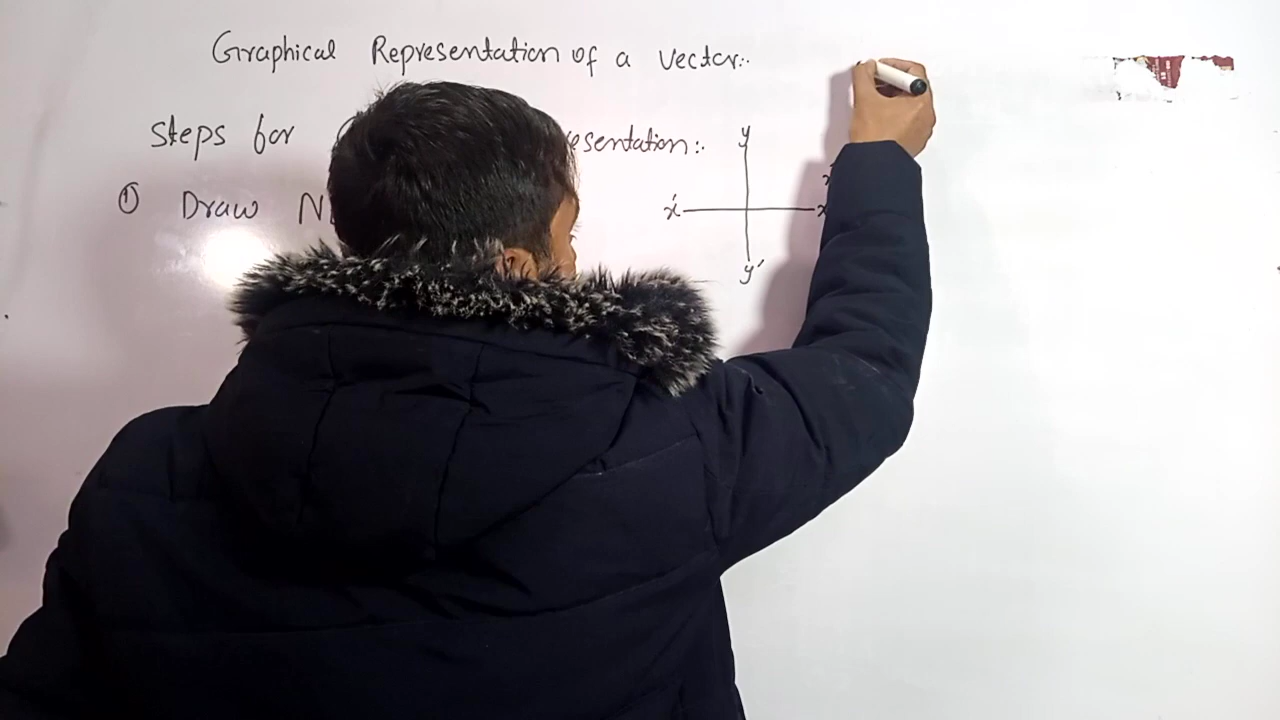 Graphical Representation of a vector:.
steps for esentation:.
① Draw N
y
x' x
y'